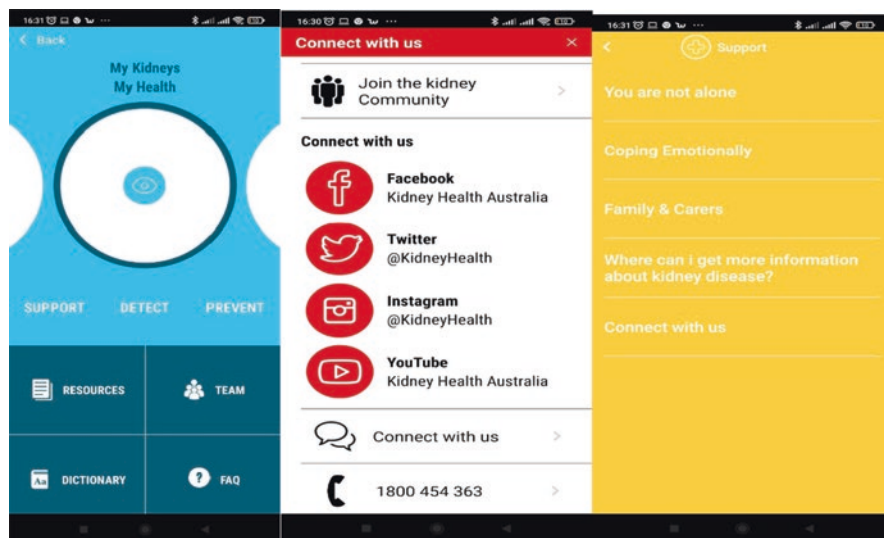 16:31
Back
My Kidneys
My Health
SUPPORT
DETECT
PREVENT
RESOURCES
TEAM
Aa
DICTIONARY
? FAQ
16:30
Connect with us ×
Join the kidney
Community
Connect with us
Facebook
Kidney Health Australia
Twitter
@KidneyHealth
Instagram
@KidneyHealth
YouTube
Kidney Health Australia
Connect with us
1800 454 363
16:31
Support
You are not alone
Coping Emotionally
Family & Carers
Where can i get more information
about kidney disease?
Connect with us